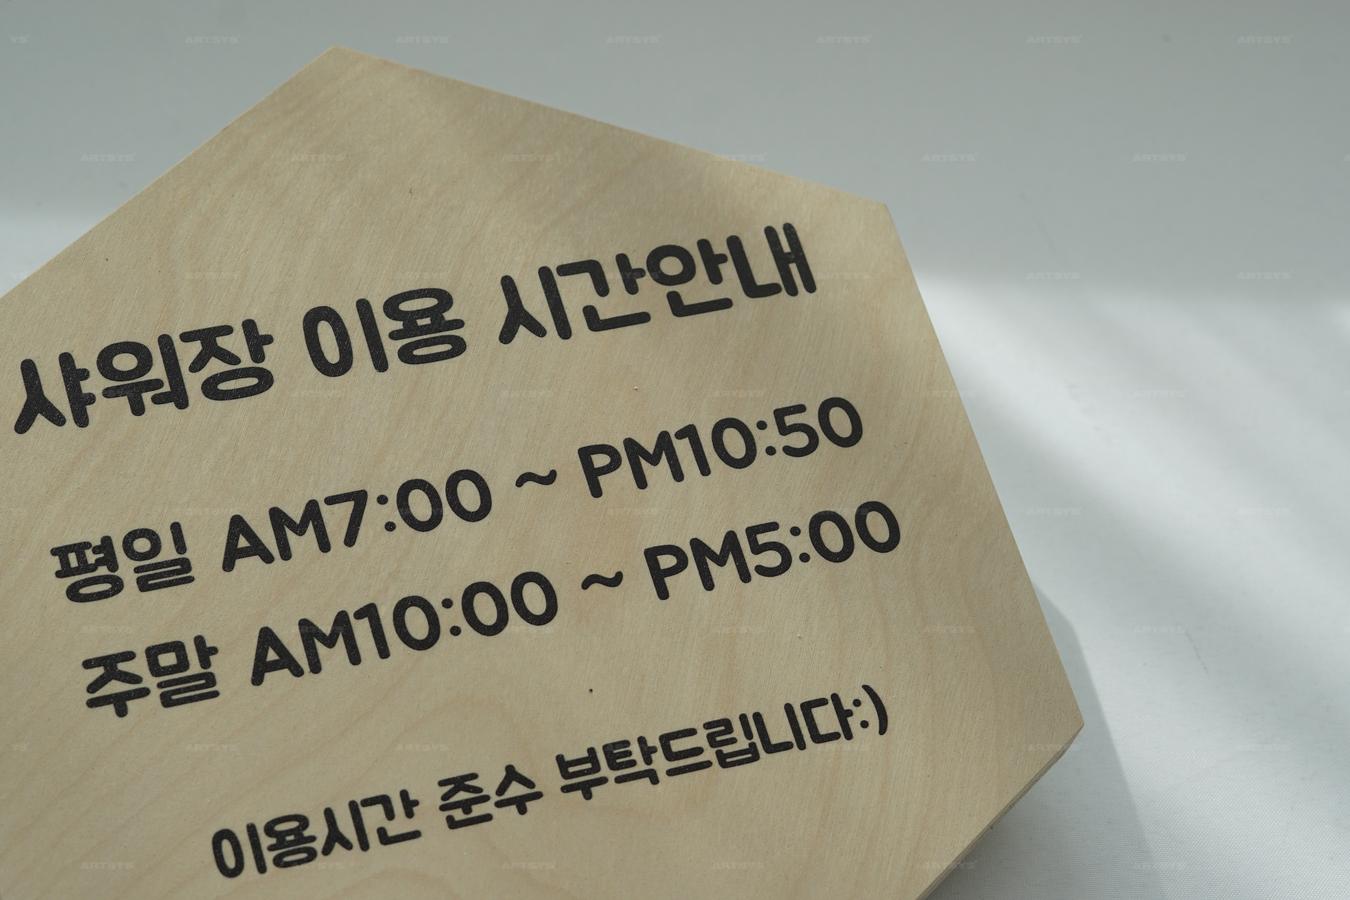 샤워장 이용 시간안내
평일 AM7:00 ~ PM10:50
주말 AM10:00 ~ PM5:00
이용시간 준수 부탁드립니다:)
ARTSYS